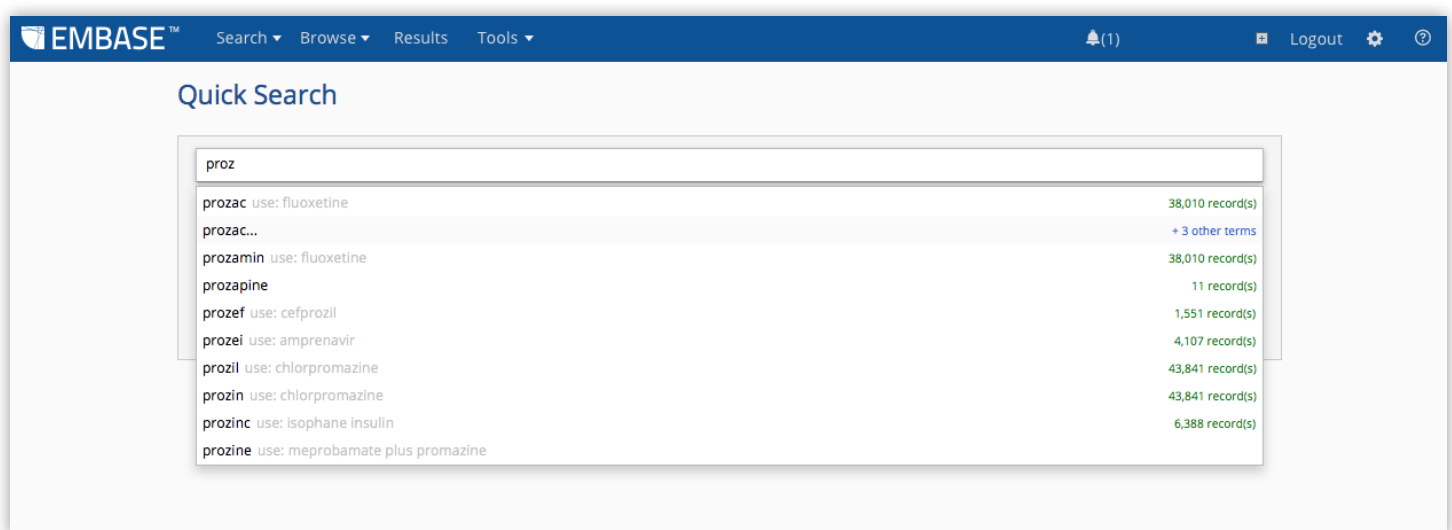 EMBASE™ Search Browse Results Tools (1) Logout
Quick Search
proz
prozac use: fluoxetine 38,010 record(s)
prozac... + 3 other terms
prozamin use: fluoxetine 38,010 record(s)
prozapine 11 record(s)
prozef use: cefprozil 1,551 record(s)
prozei use: amprenavir 4,107 record(s)
prozil use: chlorpromazine 43,841 record(s)
prozin use: chlorpromazine 43,841 record(s)
prozinc use: isophane insulin 6,388 record(s)
prozine use: meprobamate plus promazine